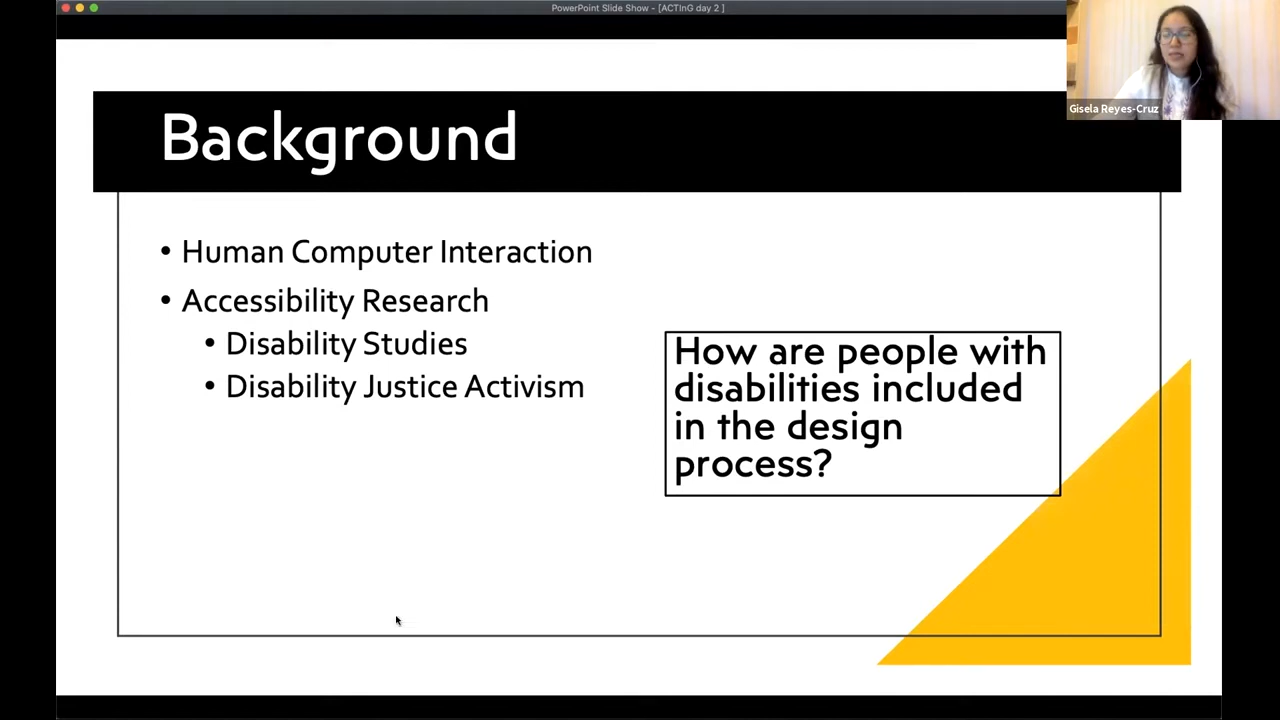 PowerPoint Slide Show - [ACTInG day 2 ]
Gisela Reyes-Cruz
Background
• Human Computer Interaction
• Accessibility Research
• Disability Studies
• Disability Justice Activism
How are people with
disabilities included
in the design
process?